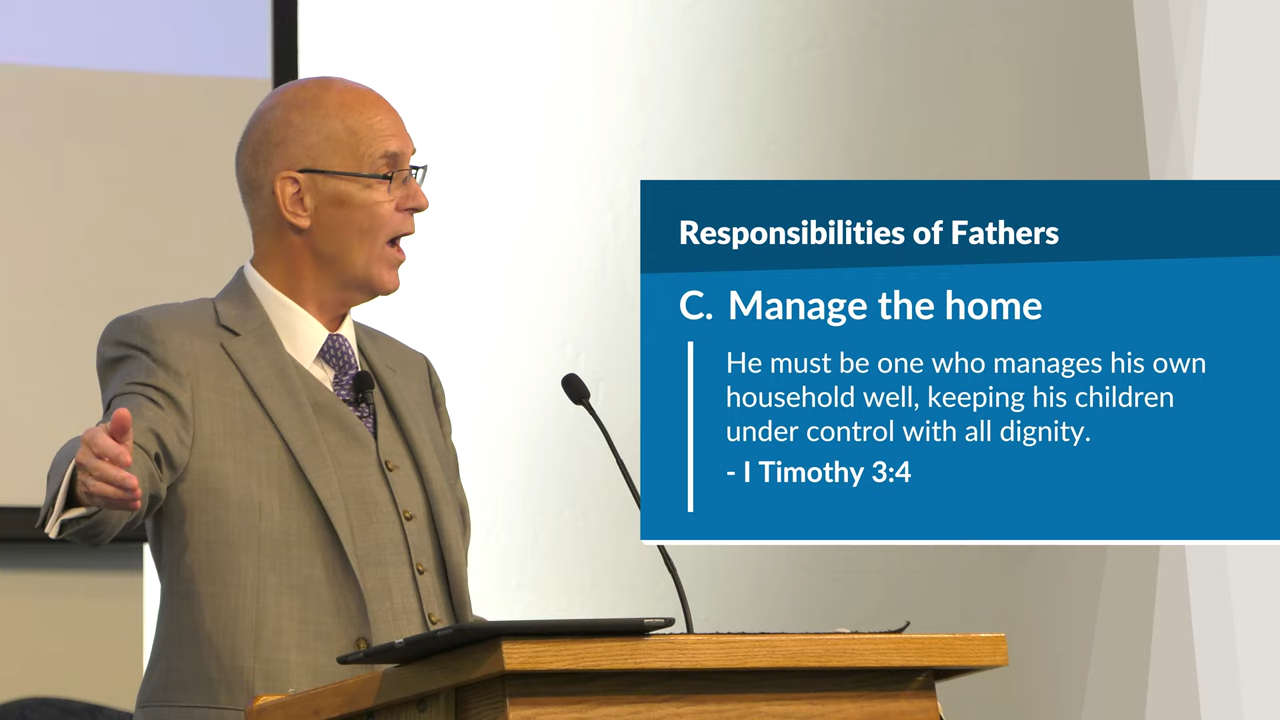 Responsibilities of Fathers
C. Manage the home
He must be one who manages his own
household well, keeping his children
under control with all dignity.
- I Timothy 3:4